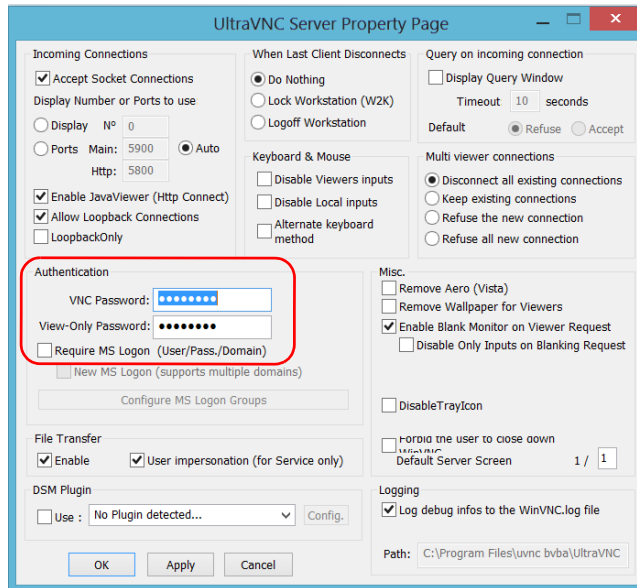 UltraVNC Server Property Page
Incoming Connections
Accept Socket Connections
Display Number or Ports to use
Display Nº 0
Ports Main: 5900 Auto
Http: 5800
Enable JavaViewer (Http Connect)
Allow Loopback Connections
LoopbackOnly
When Last Client Disconnects
Do Nothing
Lock Workstation (W2K)
Logoff Workstation
Keyboard & Mouse
Disable Viewers inputs
Disable Local inputs
Alternate keyboard
method
Query on incoming connection
Display Query Window
Timeout 10 seconds
Default Refuse Accept
Multi viewer connections
Disconnect all existing connections
Keep existing connections
Refuse the new connection
Refuse all new connection
Authentication
VNC Password: ●●●●●●●●
View-Only Password: ●●●●●●●●
Require MS Logon (User/Pass./Domain)
New MS Logon (supports multiple domains)
Configure MS Logon Groups
Misc.
Remove Aero (Vista)
Remove Wallpaper for Viewers
Enable Blank Monitor on Viewer Request
Disable Only Inputs on Blanking Request
DisableTrayIcon
Forbid the user to close down
WinVNC
Default Server Screen 1 / 1
File Transfer
Enable User impersonation (for Service only)
DSM Plugin
Use : No Plugin detected... Config.
Logging
Log debug infos to the WinVNC.log file
Path: C:\Program Files\uvnc bvba\UltraVNC
OK Apply Cancel